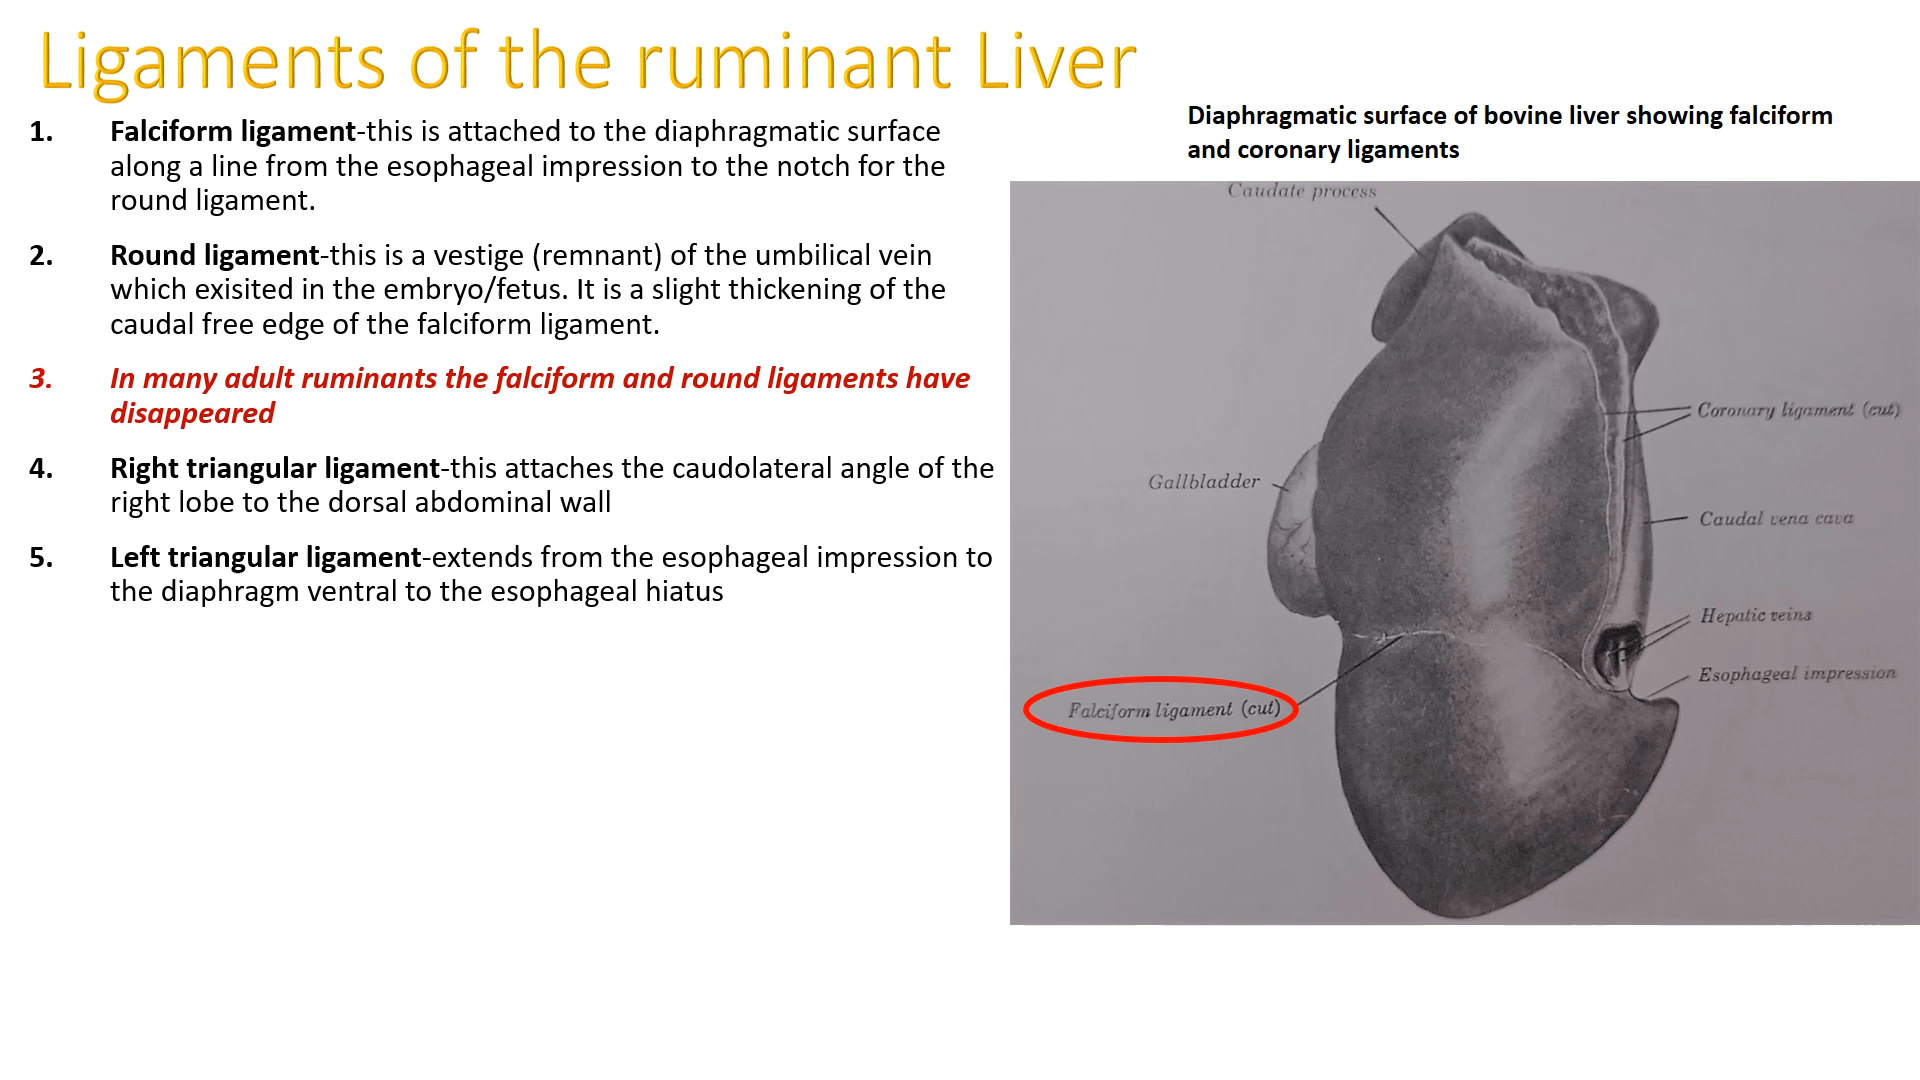 Ligaments of the ruminant Liver
1. Falciform ligament-this is attached to the diaphragmatic surface
along a line from the esophageal impression to the notch for the
round ligament.
2. Round ligament-this is a vestige (remnant) of the umbilical vein
which exisited in the embryo/fetus. It is a slight thickening of the
caudal free edge of the falciform ligament.
3. In many adult ruminants the falciform and round ligaments have
disappeared
4. Right triangular ligament-this attaches the caudolateral angle of the
right lobe to the dorsal abdominal wall
5. Left triangular ligament-extends from the esophageal impression to
the diaphragm ventral to the esophageal hiatus
Diaphragmatic surface of bovine liver showing falciform
and coronary ligaments
Caudate process
Coronary ligament (cut)
Gallbladder
Caudal vena cava
Hepatic veins
Esophageal impression
Falciform ligament (cut)